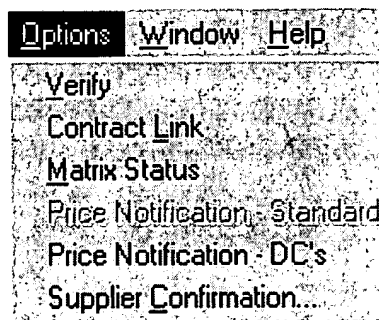 Options Window Help
Verify
Contract Link
Matrix Status
Price Notification - Standard
Price Notification - DC's
Supplier Confirmation...